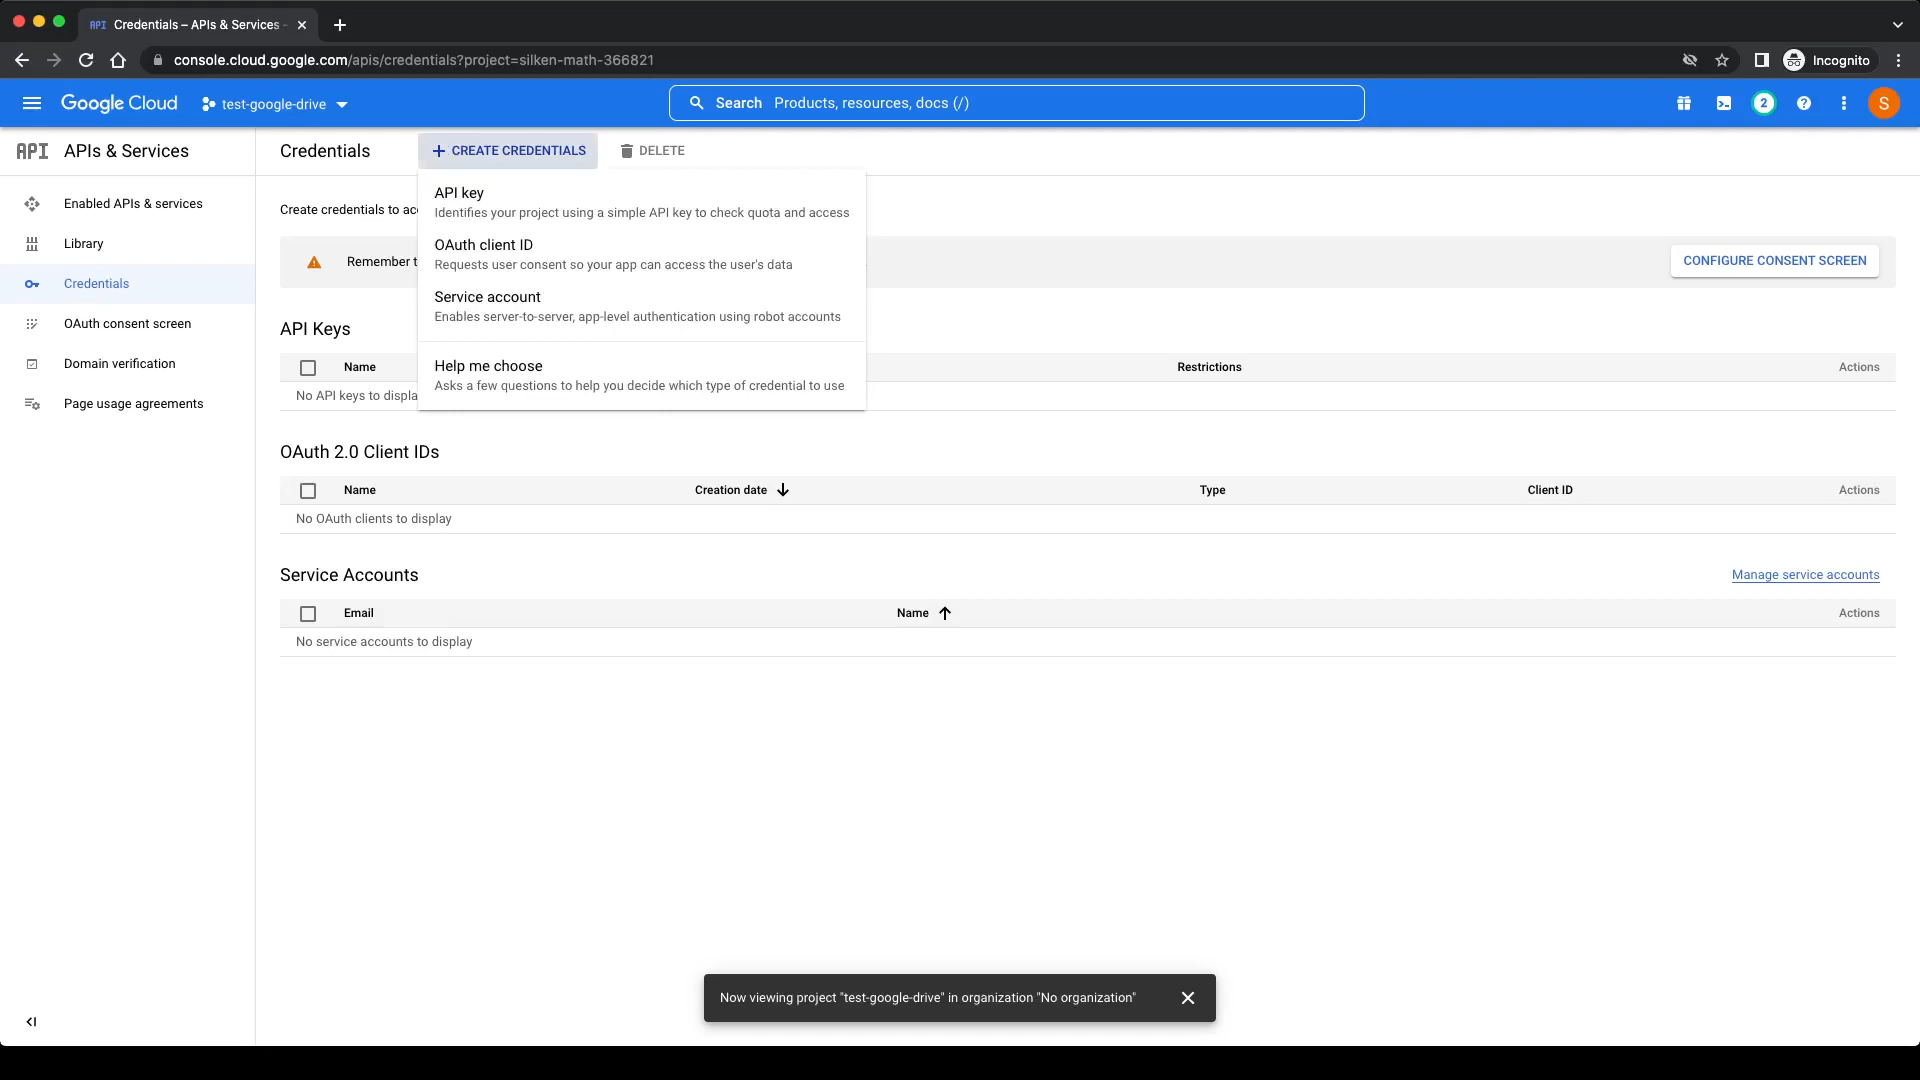 API Credentials – APIs & Services -
console.cloud.google.com/apis/credentials?project=silken-math-366821
Incognito
Google Cloud
test-google-drive
Search Products, resources, docs (/)
2
S
API APIs & Services
Enabled APIs & services
Library
Credentials
OAuth consent screen
Domain verification
Page usage agreements
Credentials
CREATE CREDENTIALS
DELETE
Create credentials to
API key
Identifies your project using a simple API key to check quota and access
OAuth client ID
Requests user consent so your app can access the user's data
Service account
Enables server-to-server, app-level authentication using robot accounts
Help me choose
Asks a few questions to help you decide which type of credential to use
Remember
CONFIGURE CONSENT SCREEN
API Keys
Name Restrictions Actions
No API keys to displa
OAuth 2.0 Client IDs
Name Creation date Type Client ID Actions
No OAuth clients to display
Service Accounts
Manage service accounts
Email Name Actions
No service accounts to display
Now viewing project "test-google-drive" in organization "No organization"